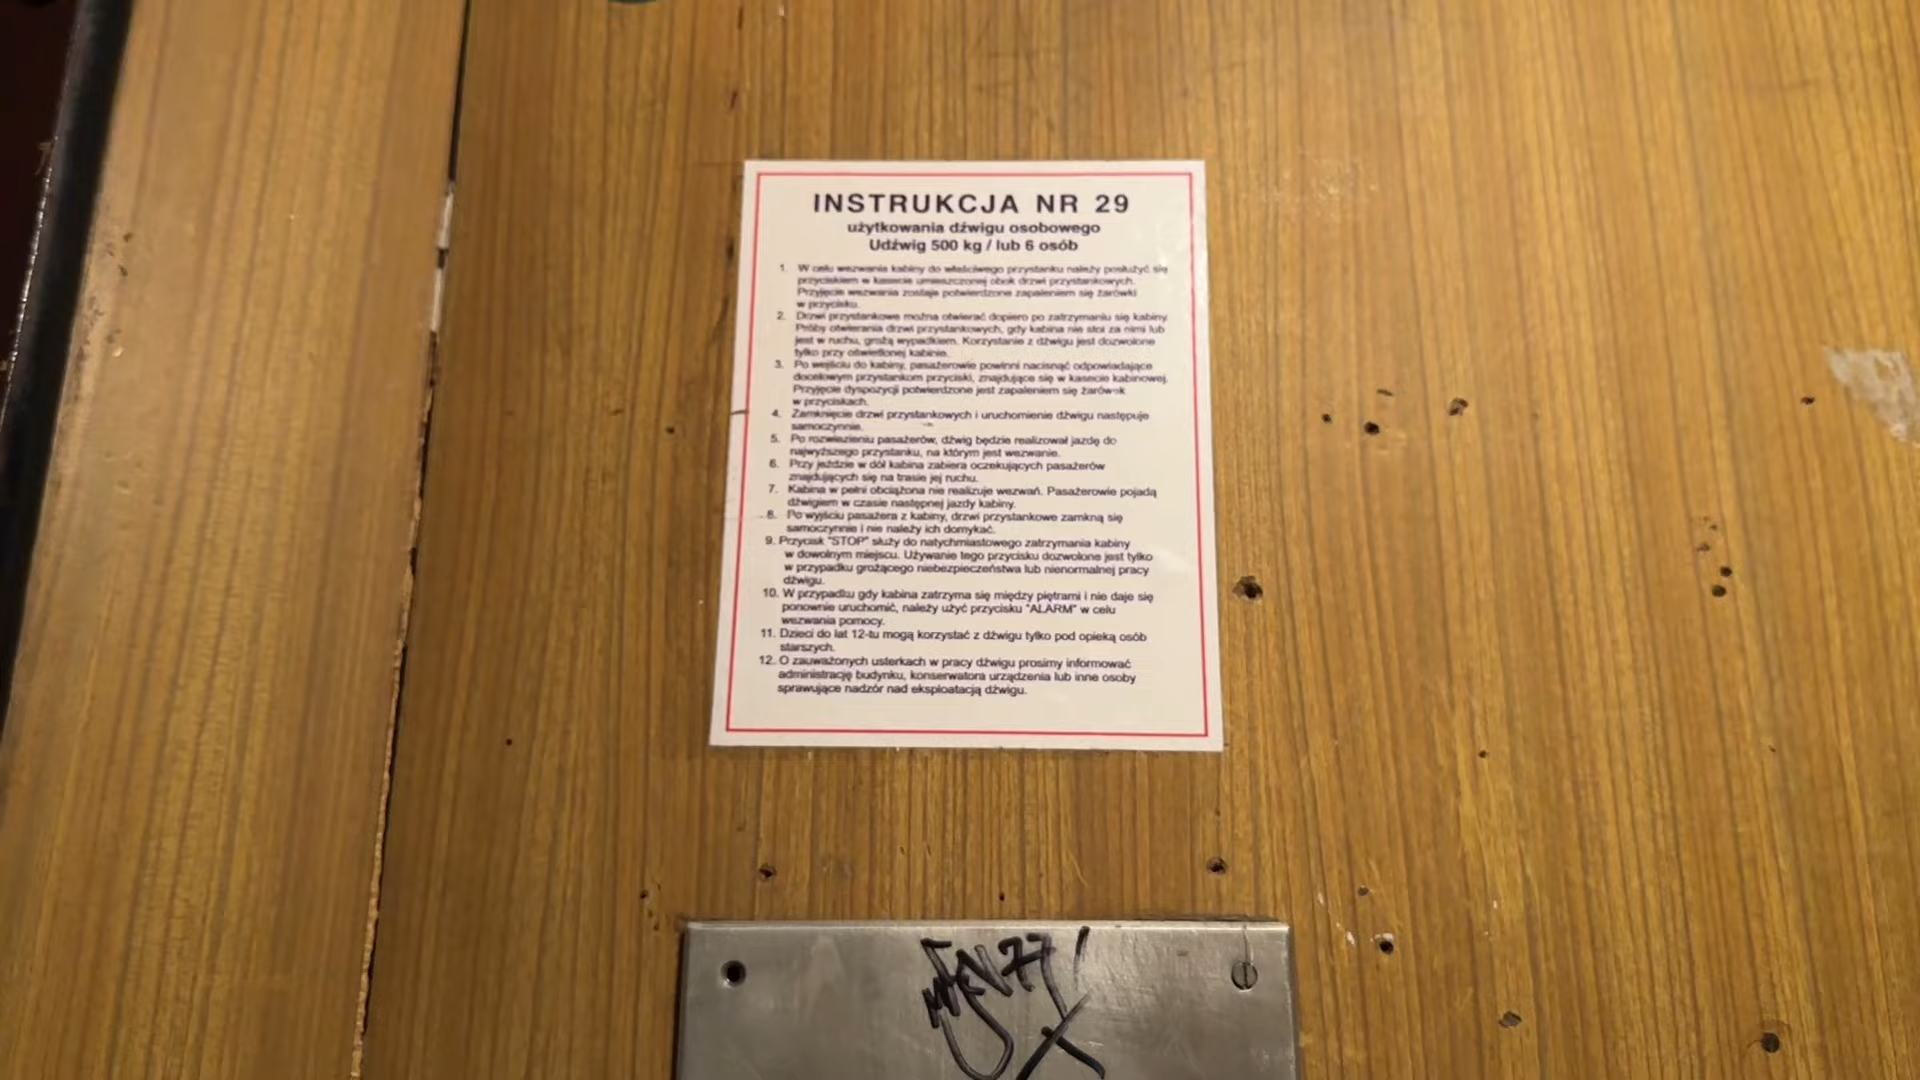 INSTRUKCJA NR 29
użytkowania dźwigu osobowego
Udźwig 500 kg / lub 6 osób
1. W celu wezwania kabiny do właściwego przystanku należy posłużyć się
przyciskiem w kasecie umieszczonej obok drzwi przystankowych.
Przyjęcie wezwania zostaje potwierdzone zapaleniem się żarówki
w przycisku.
2. Drzwi przystankowe można otwierać dopiero po zatrzymaniu się kabiny.
Próby otwierania drzwi przystankowych, gdy kabina nie stoi za nimi lub
jest w ruchu, grożą wypadkiem. Korzystanie z dźwigu jest dozwolone
tylko przy oświetlonej kabinie.
3. Po wejściu do kabiny, pasażerowie powinni nacisnąć odpowiadające
docelowym przystankom przyciski, znajdujące się w kasecie kabinowej.
Przyjęcie dyspozycji potwierdzone jest zapaleniem się żarówek
w przyciskach.
4. Zamknięcie drzwi przystankowych i uruchomienie dźwigu następuje
samoczynnie.
5. Po rozwiezieniu pasażerów, dźwig będzie realizował jazdę do
najwyższego przystanku, na którym jest wezwanie.
6. Przy jeździe w dół kabina zabiera oczekujących pasażerów
znajdujących się na trasie jej ruchu.
7. Kabina w pełni obciążona nie realizuje wezwań. Pasażerowie pojadą
dźwigiem w czasie następnej jazdy kabiny.
8. Po wyjściu pasażera z kabiny, drzwi przystankowe zamkną się
samoczynnie i nie należy ich domykać.
9. Przycisk "STOP" służy do natychmiastowego zatrzymania kabiny
w dowolnym miejscu. Używanie tego przycisku dozwolone jest tylko
w przypadku grożącego niebezpieczeństwa lub nienormalnej pracy
dźwigu.
10. W przypadku gdy kabina zatrzyma się między piętrami i nie daje się
ponownie uruchomić, należy użyć przycisku "ALARM" w celu
wezwania pomocy.
11. Dzieci do lat 12-tu mogą korzystać z dźwigu tylko pod opieką osób
starszych.
12. O zauważonych usterkach w pracy dźwigu prosimy informować
administrację budynku, konserwatora urządzenia lub inne osoby
sprawujące nadzór nad eksploatacją dźwigu.